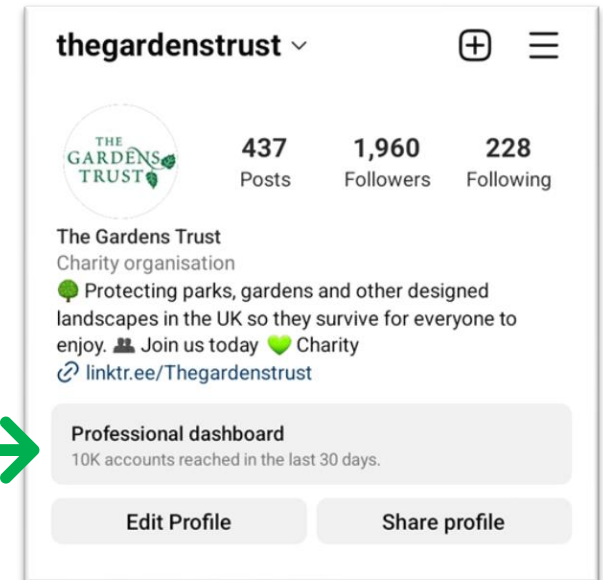 thegardenstrust
THE
GARDENS
TRUST
437 1,960 228
Posts Followers Following
The Gardens Trust
Charity organisation
🌳 Protecting parks, gardens and other designed
landscapes in the UK so they survive for everyone to
enjoy. 👥 Join us today 💚 Charity
linktr.ee/Thegardenstrust
Professional dashboard
10K accounts reached in the last 30 days.
Edit Profile Share profile